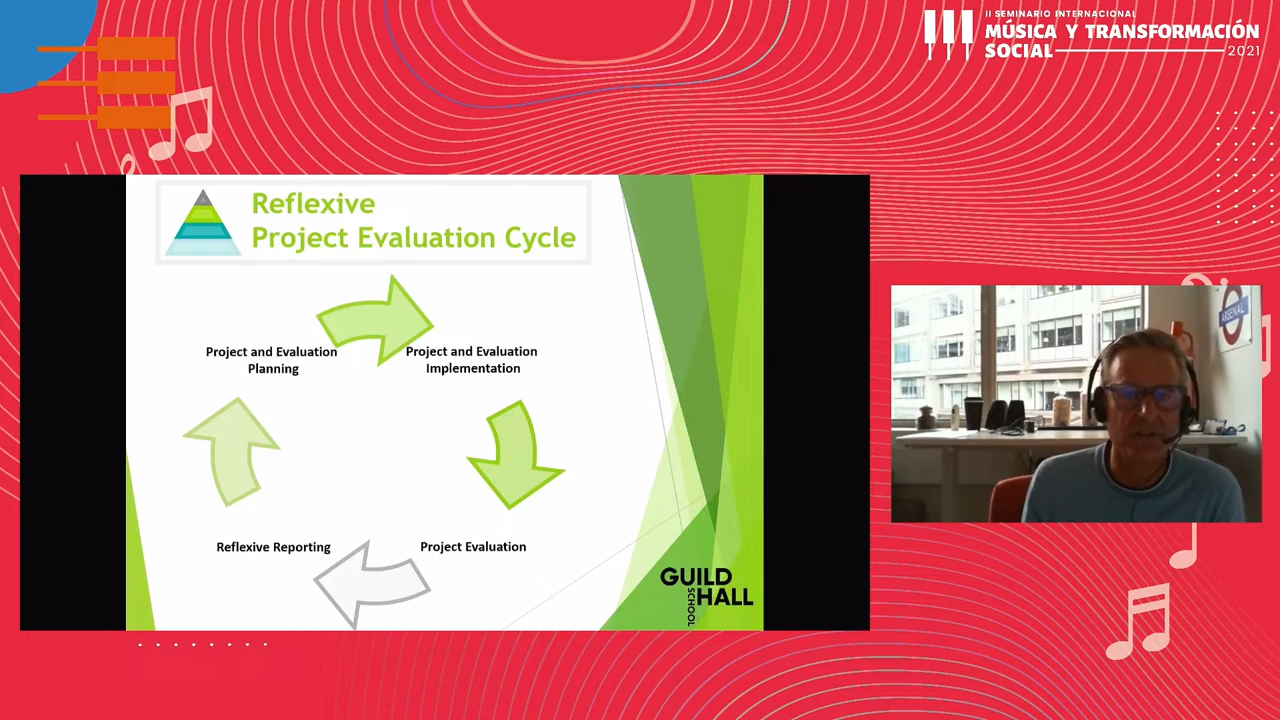 II SEMINARIO INTERNACIONAL
MÚSICA Y TRANSFORMACIÓN
SOCIAL
2021
Reflexive
Project Evaluation Cycle
Project and Evaluation
Planning
Project and Evaluation
Implementation
Reflexive Reporting
Project Evaluation
GUILD
HALL
SCHOOL
ARSENAL